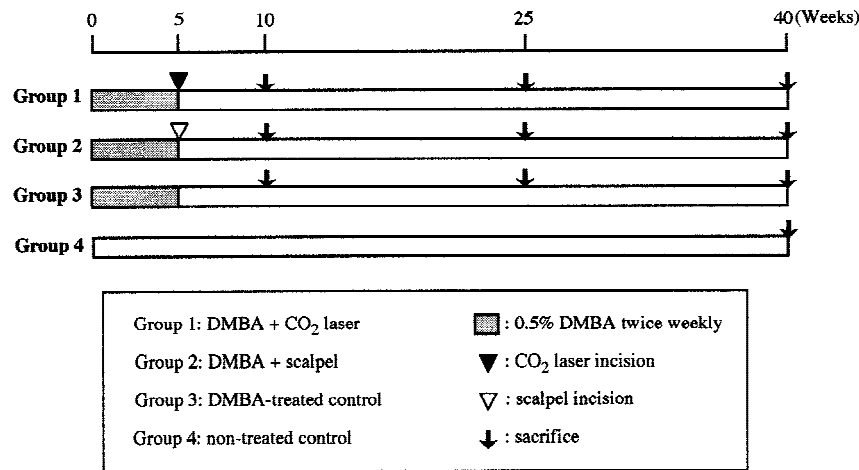 0 5 10 25 40 (Weeks)
Group 1
Group 2
Group 3
Group 4
Group 1: DMBA + CO2 laser
Group 2: DMBA + scalpel
Group 3: DMBA-treated control
Group 4: non-treated control
: 0.5% DMBA twice weekly
: CO2 laser incision
: scalpel incision
: sacrifice